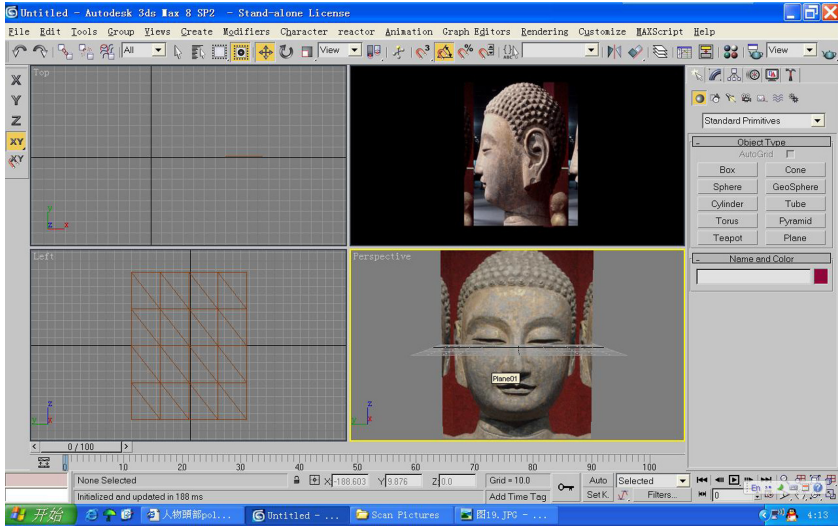 Untitled - Autodesk 3ds Max 8 SP2 - Stand-alone License
File Edit Tools Group Views Create Modifiers Character reactor Animation Graph Editors Rendering Customize MAXScript Help
All View View
Top
X
Y
Z
XY
XY
y
z x
Standard Primitives
- Object Type
AutoGrid
Box Cone
Sphere GeoSphere
Cylinder Tube
Torus Pyramid
Teapot Plane
- Name and Color
Left
Perspective
Plane01
z
y x
z
y x
< 0 / 100 >
0 10 20 30 40 50 60 70 80 90 100
None Selected X: -188.603 Y: 9.876 Z: 0.0 Grid = 10.0 Auto Selected
Initialized and updated in 188 ms Add Time Tag Set K. Filters... 0
En
开始 人物頭部pol... Untitled - ... Scan Pictures 图19.JPG - ... 4:13